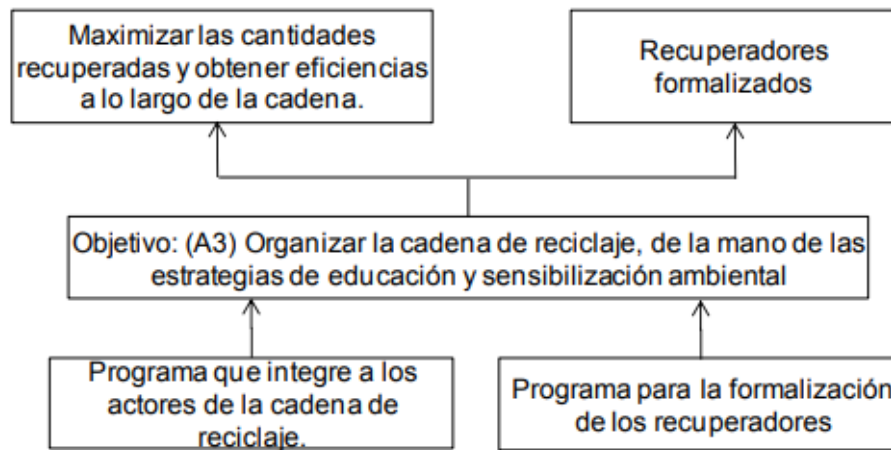 Maximizar las cantidades
recuperadas y obtener eficiencias
a lo largo de la cadena.
Recuperadores
formalizados
Objetivo: (A3) Organizar la cadena de reciclaje, de la mano de las
estrategias de educación y sensibilización ambiental
Programa que integre a los
actores de la cadena de
reciclaje.
Programa para la formalización
de los recuperadores